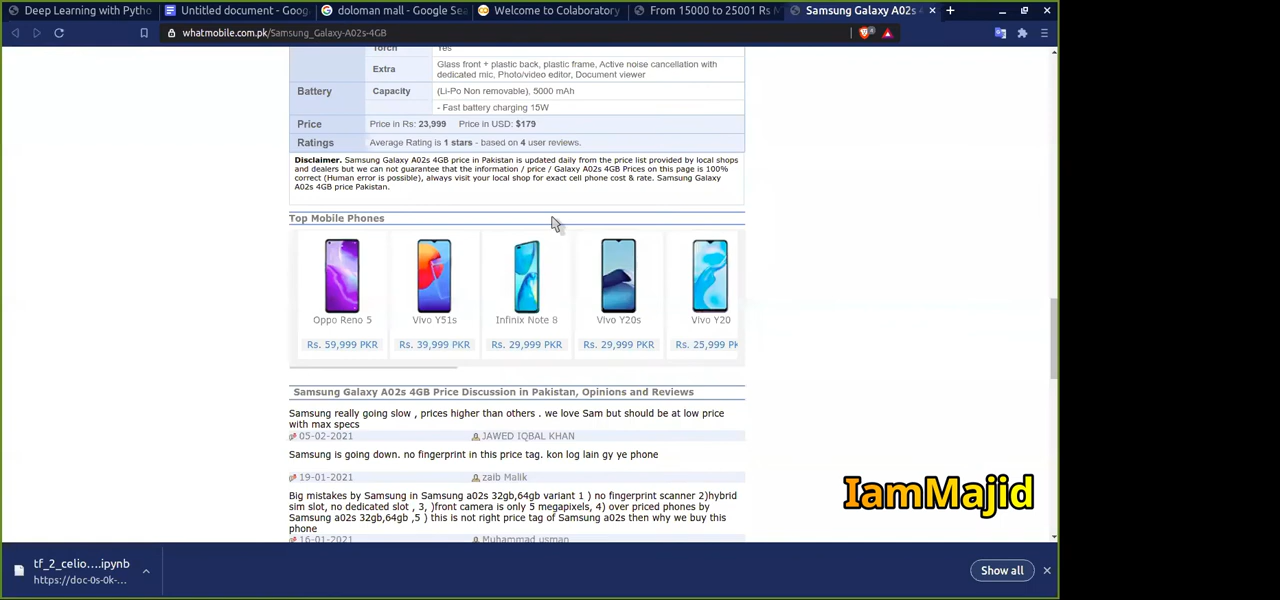 Deep Learning with Pytho
Untitled document - Goog
doloman mall - Google Sea
Welcome to Colaboratory
From 15000 to 25001 Rs M
Samsung Galaxy A02s
whatmobile.com.pk/Samsung_Galaxy-A02s-4GB
Torch Yes
Extra Glass front + plastic back, plastic frame, Active noise cancellation with
dedicated mic, Photo/video editor, Document viewer
Battery Capacity (Li-Po Non removable), 5000 mAh
- Fast battery charging 15W
Price Price in Rs: 23,999 Price in USD: $179
Ratings Average Rating is 1 stars - based on 4 user reviews.
Disclaimer. Samsung Galaxy A02s 4GB price in Pakistan is updated daily from the price list provided by local shops
and dealers but we can not guarantee that the information / price / Galaxy A02s 4GB Prices on this page is 100%
correct (Human error is possible), always visit your local shop for exact cell phone cost & rate. Samsung Galaxy
A02s 4GB price Pakistan.
Top Mobile Phones
Oppo Reno 5 Vivo Y51s Infinix Note 8 Vivo Y20s Vivo Y20
Rs. 59,999 PKR Rs. 39,999 PKR Rs. 29,999 PKR Rs. 29,999 PKR Rs. 25,999 PK
Samsung Galaxy A02s 4GB Price Discussion in Pakistan, Opinions and Reviews
Samsung really going slow , prices higher than others . we love Sam but should be at low price
with max specs
05-02-2021 JAWED IQBAL KHAN
Samsung is going down. no fingerprint in this price tag. kon log lain gy ye phone
19-01-2021 zaib Malik
Big mistakes by Samsung in Samsung a02s 32gb,64gb variant 1 ) no fingerprint scanner 2)hybrid
sim slot, no dedicated slot , 3, )front camera is only 5 megapixels, 4) over priced phones by
Samsung a02s 32gb,64gb ,5 ) this is not right price tag of Samsung a02s then why we buy this
phone
16-01-2021 Muhammad usman
IamMajid
tf_2_celio....ipynb
https://doc-0s-0k-...
Show all